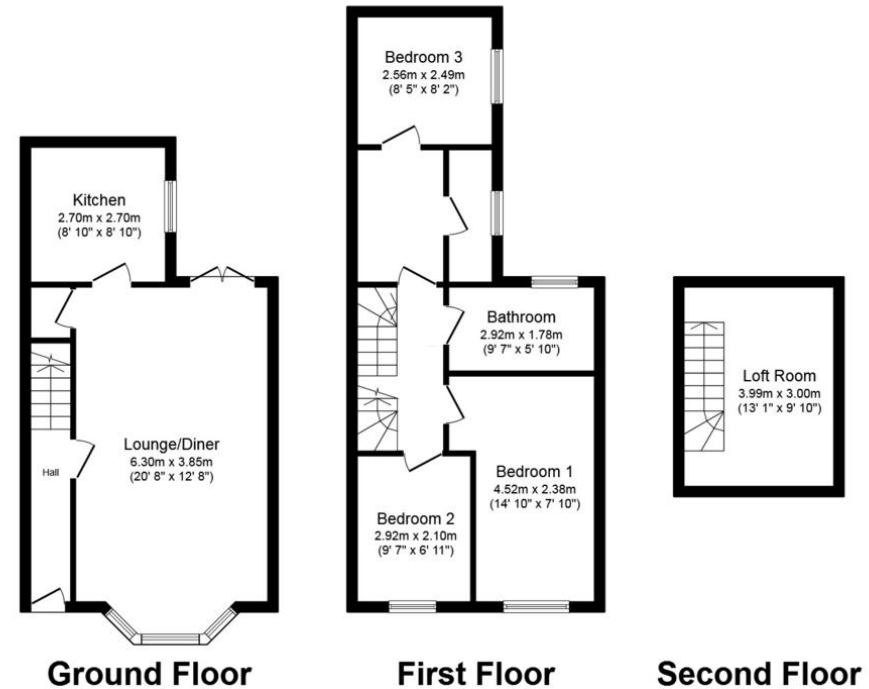 Bedroom 3
2.56m x 2.49m
(8' 5" x 8' 2")
Kitchen
2.70m x 2.70m
(8' 10" x 8' 10")
Bathroom
2.92m x 1.78m
(9' 7" x 5' 10")
Loft Room
3.99m x 3.00m
(13' 1" x 9' 10")
Lounge/Diner
6.30m x 3.85m
(20' 8" x 12' 8")
Hall
Bedroom 1
4.52m x 2.38m
(14' 10" x 7' 10")
Bedroom 2
2.92m x 2.10m
(9' 7" x 6' 11")
Ground Floor
First Floor
Second Floor